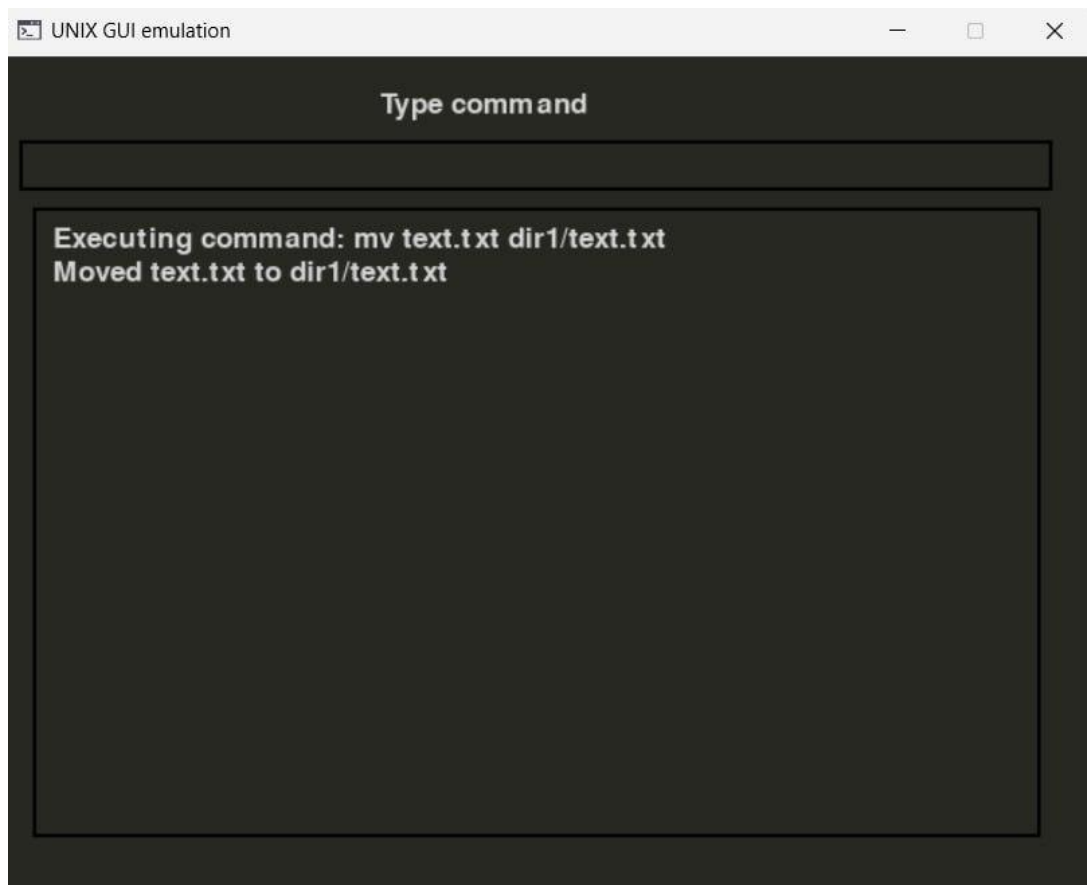 UNIX GUI emulation
Type command
Executing command: mv text.txt dir1/text.txt
Moved text.txt to dir1/text.txt